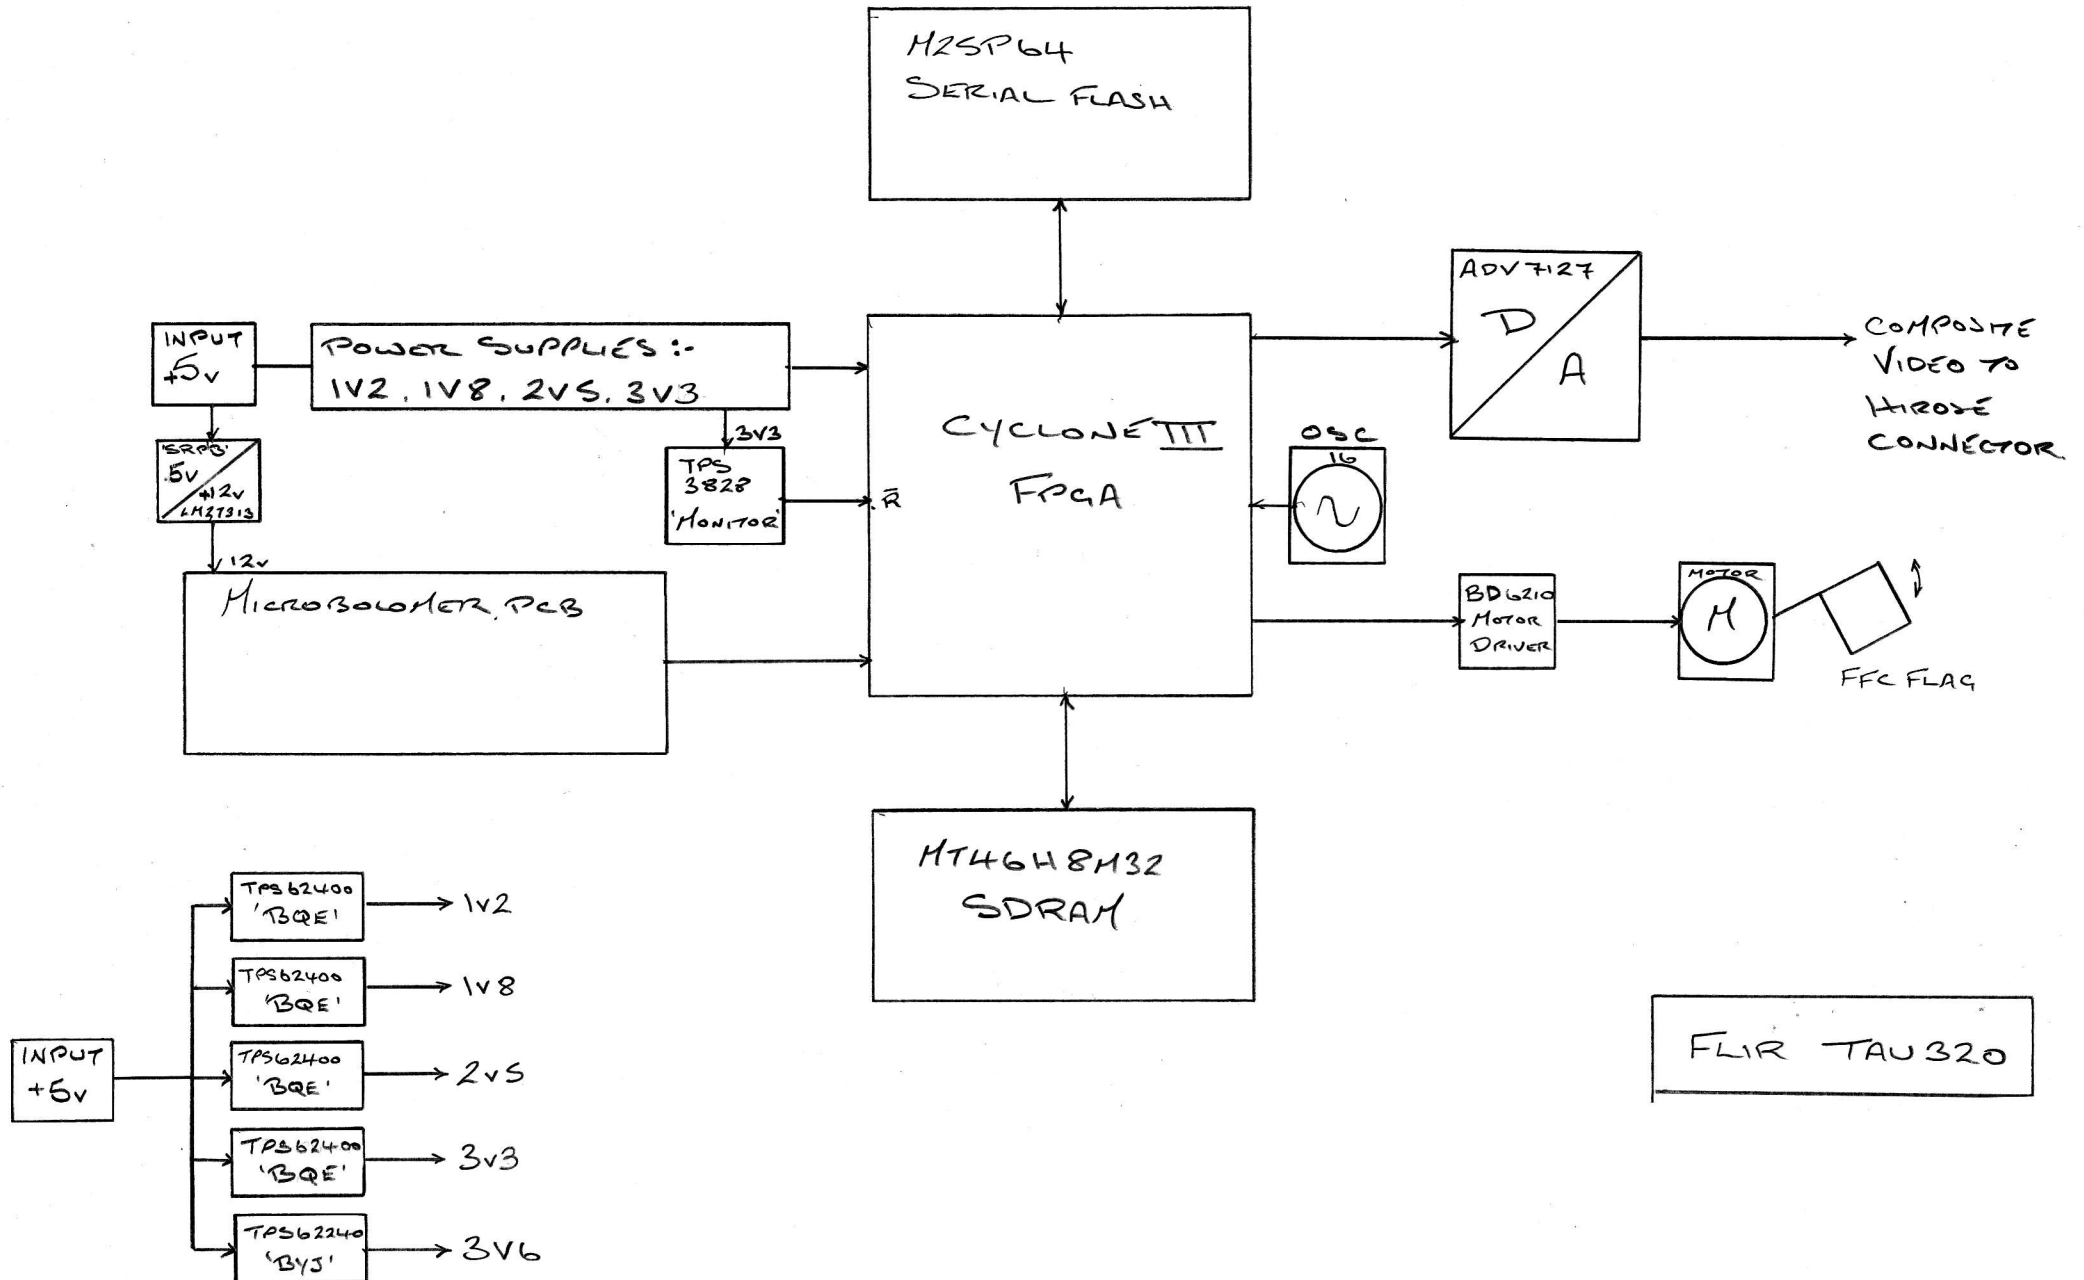 M25P64
SERIAL FLASH
INPUT
+5v
POWER SUPPLIES :-
1V2, 1V8, 2V5, 3V3
'SRPB'
5v
+12v
LM27313
12v
3V3
TPS
3828
'MONITOR'
R̅
CYCLONE III
FPGA
ADV7127
D
A
COMPOSITE
VIDEO TO
HIROSE
CONNECTOR
OSC
16
MICROBOLOMER PCB
BD6210
MOTOR
DRIVER
MOTOR
M
FFC FLAG
MT46H8M32
SDRAM
INPUT
+5v
TPS62400
'BQE'
1v2
TPS62400
'BQE'
1v8
TPS62400
'BQE'
2v5
TPS62400
'BQE'
3v3
TPS62240
'BYJ'
3V6
FLIR TAU320